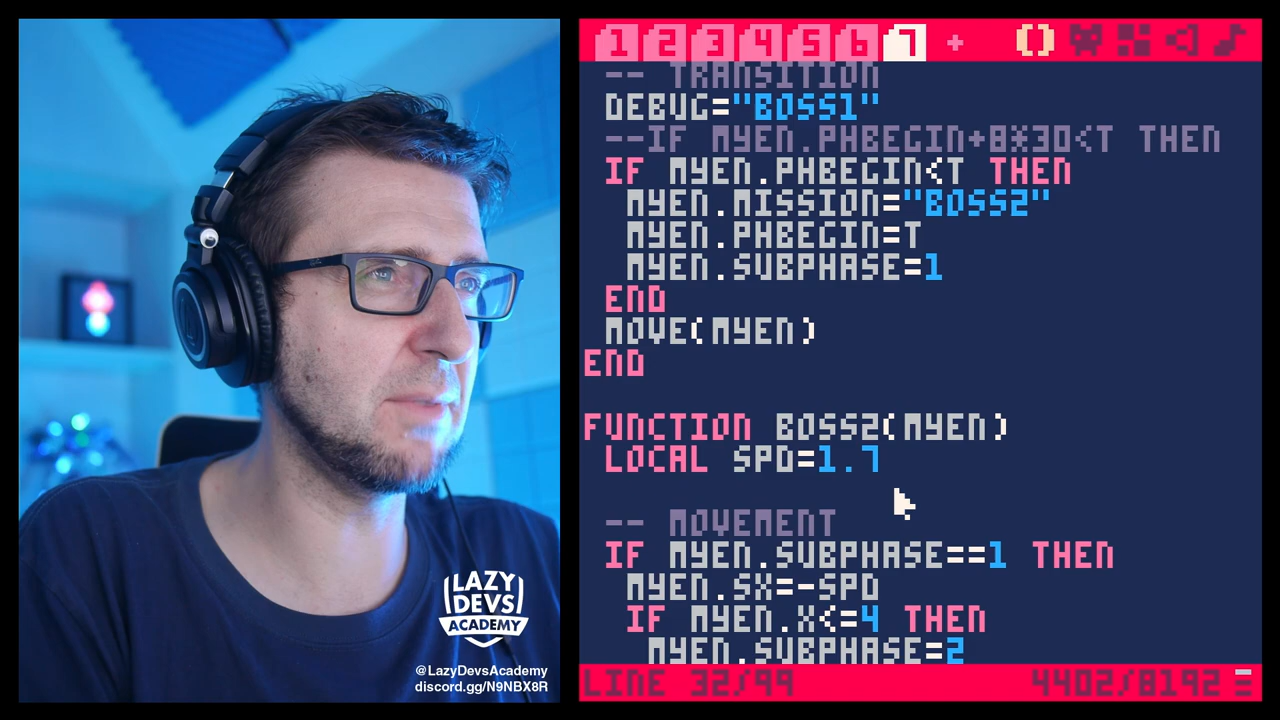 LAZY
DEVS
ACADEMY
@LazyDevsAcademy
discord.gg/N9NBX8R
1 2 3 4 5 6 7 + ()
-- TRANSITION
DEBUG="BOSS1"
--IF MYEN.PHBEGIN+8*30<T THEN
IF MYEN.PHBEGIN<T THEN
MYEN.MISSION="BOSS2"
MYEN.PHBEGIN=T
MYEN.SUBPHASE=1
END
MOVE(MYEN)
END
FUNCTION BOSS2(MYEN)
LOCAL SPD=1.7
-- MOVEMENT
IF MYEN.SUBPHASE==1 THEN
MYEN.SX=-SPD
IF MYEN.X<=4 THEN
MYEN.SUBPHASE=2
LINE 32/99 4402/8192